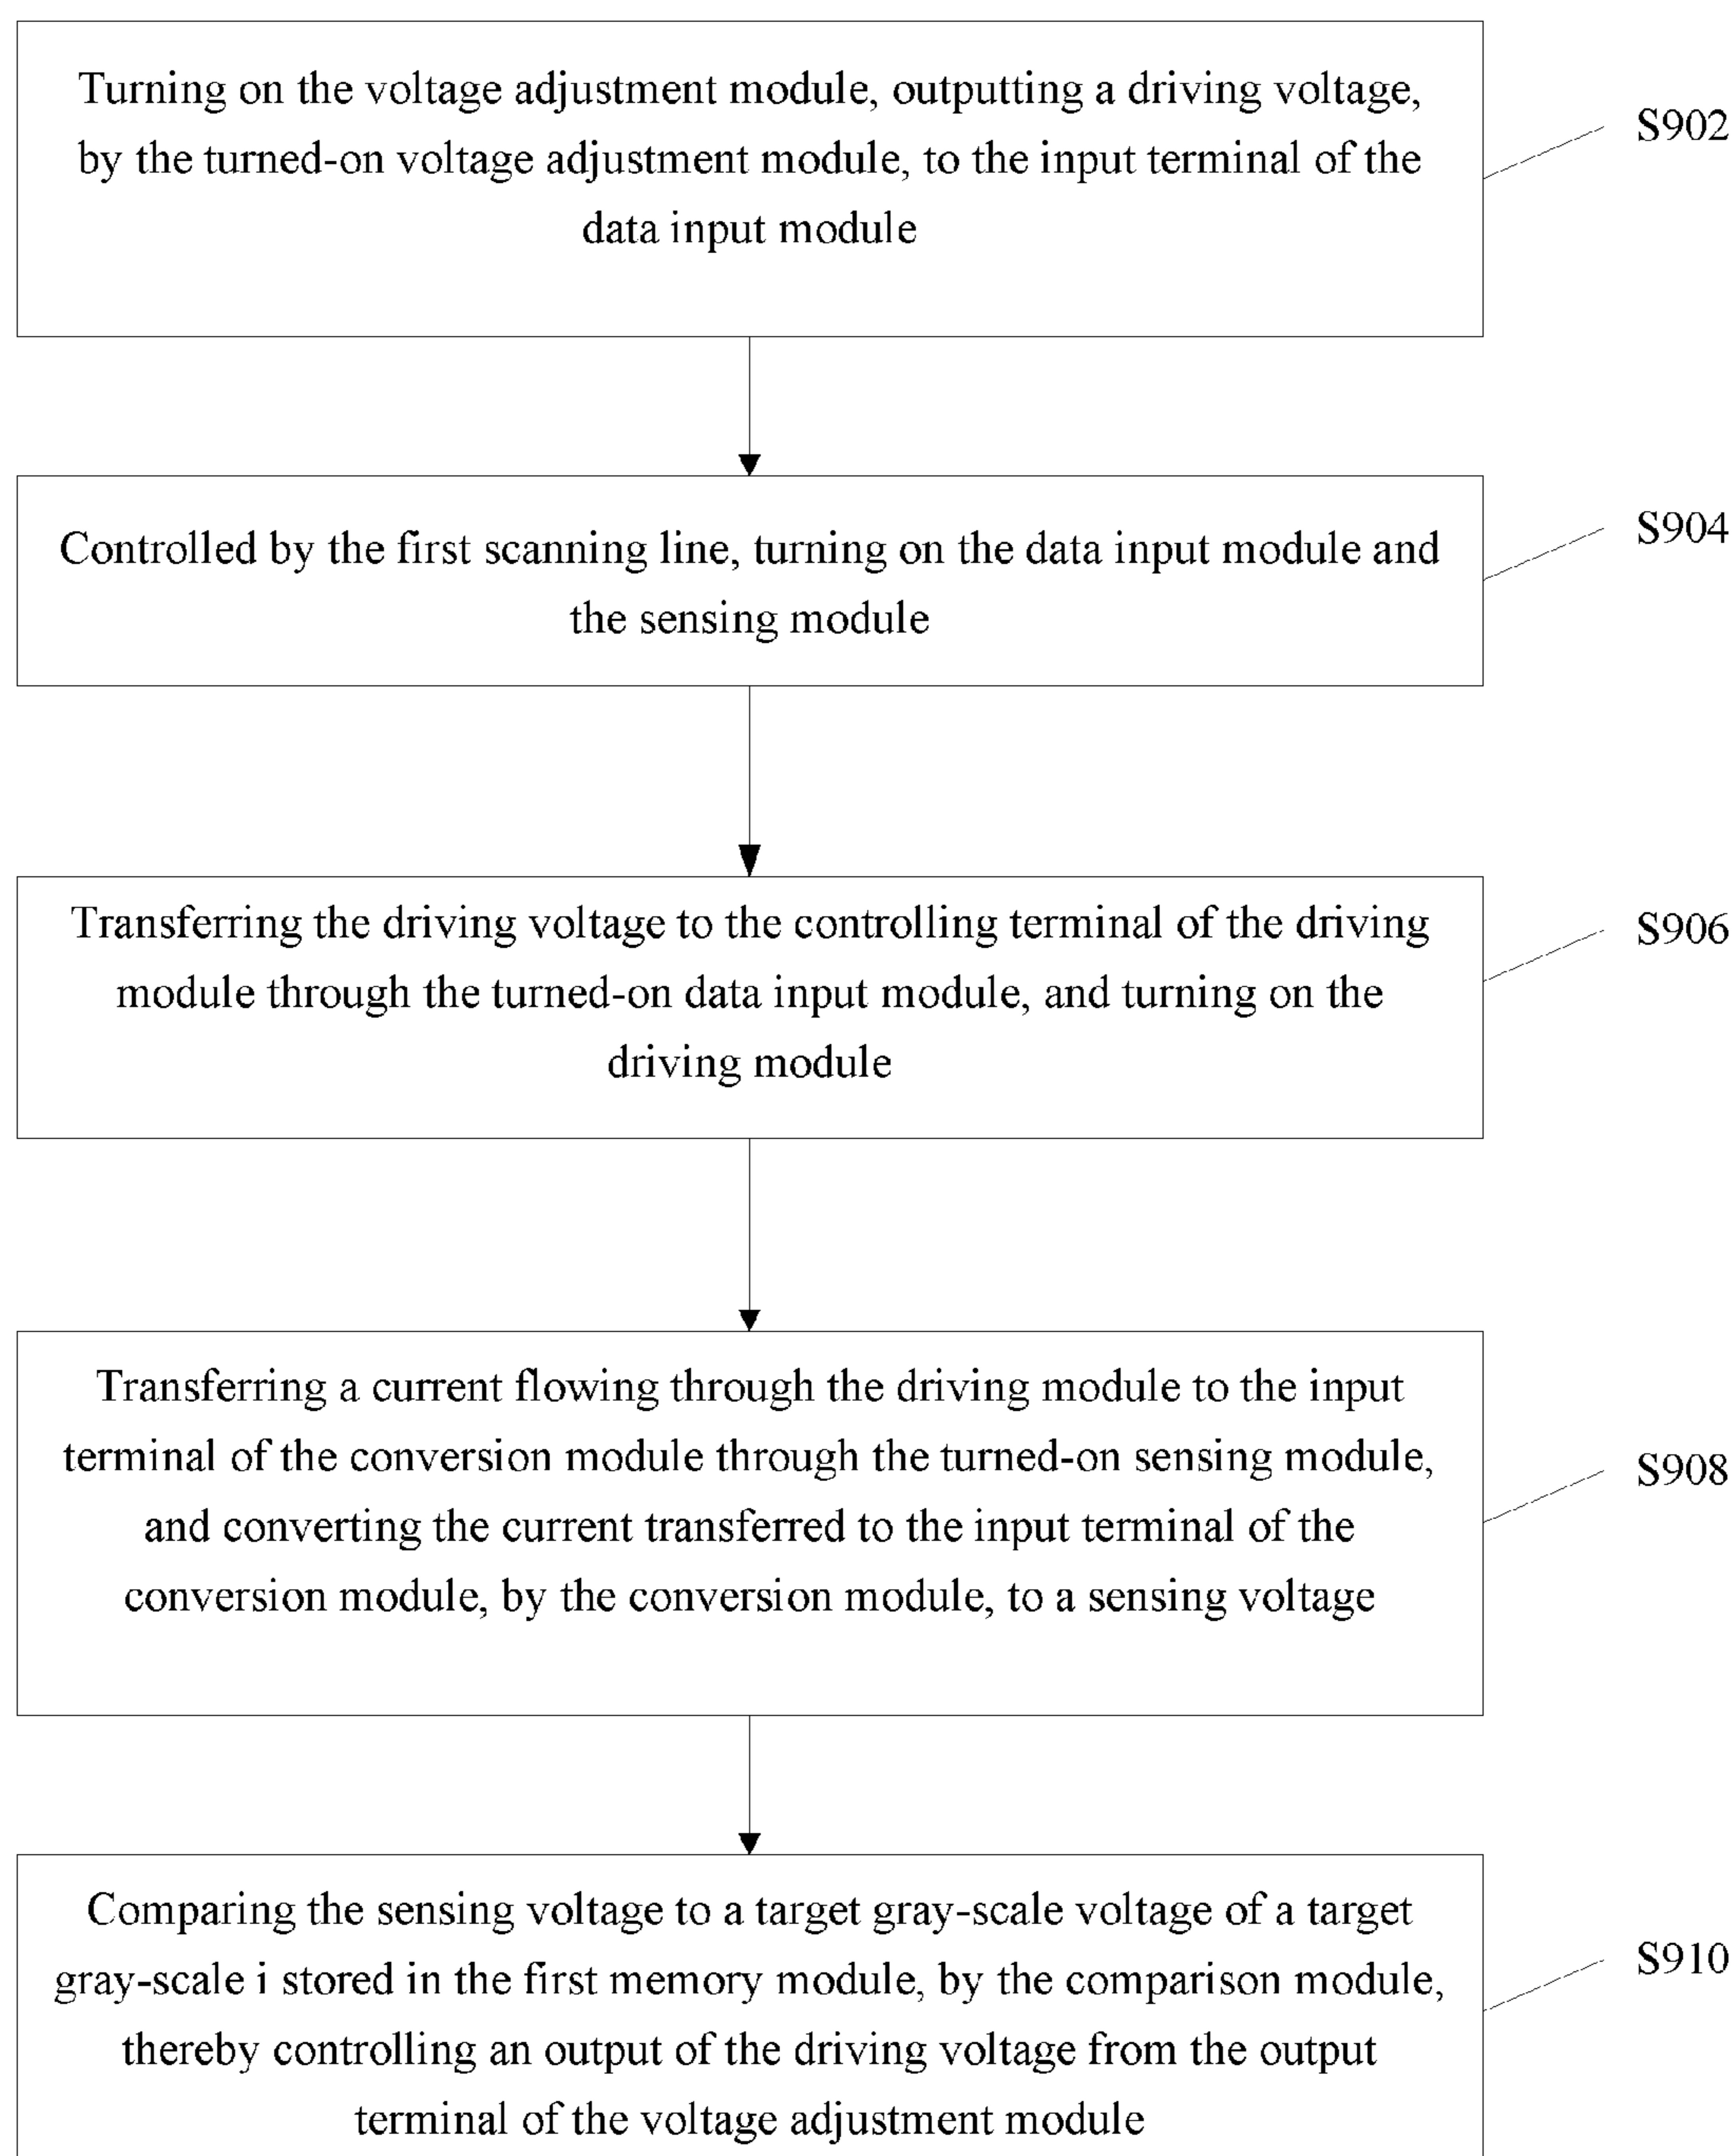 Turning on the voltage adjustment module, outputting a driving voltage,
by the turned-on voltage adjustment module, to the input terminal of the
data input module
S902
Controlled by the first scanning line, turning on the data input module and
the sensing module
S904
Transferring the driving voltage to the controlling terminal of the driving
module through the turned-on data input module, and turning on the
driving module
S906
Transferring a current flowing through the driving module to the input
terminal of the conversion module through the turned-on sensing module,
and converting the current transferred to the input terminal of the
conversion module, by the conversion module, to a sensing voltage
S908
Comparing the sensing voltage to a target gray-scale voltage of a target
gray-scale i stored in the first memory module, by the comparison module,
thereby controlling an output of the driving voltage from the output
terminal of the voltage adjustment module
S910